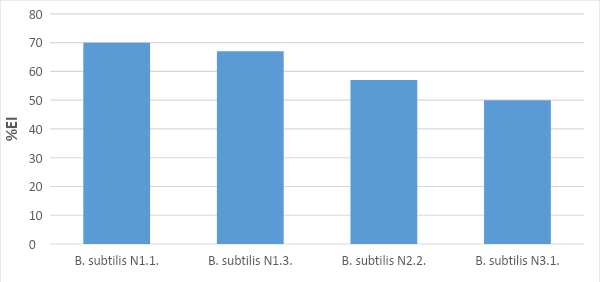 80
70
60
50
40
30
20
10
0
%EI
B. subtilis N1.1.
B. subtilis N1.3.
B. subtilis N2.2.
B. subtilis N3.1.